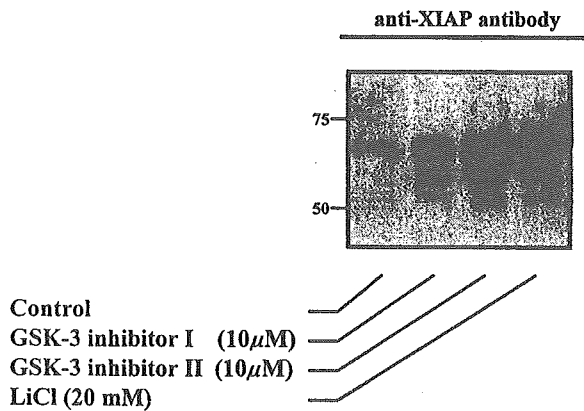 anti-XIAP antibody
75
50
Control
GSK-3 inhibitor I (10μM)
GSK-3 inhibitor II (10μM)
LiCl (20 mM)